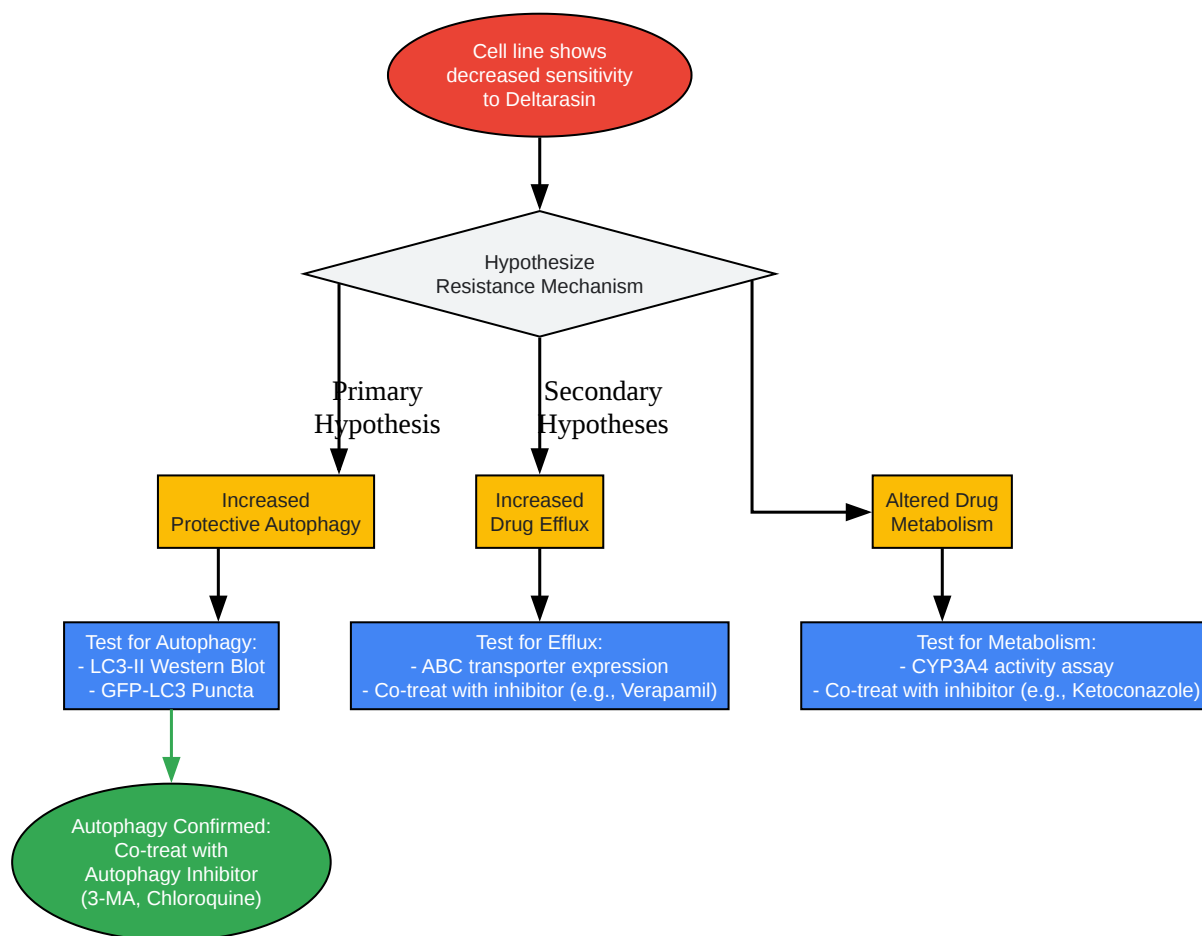 Cell line shows
decreased sensitivity
to Deltarasin
Hypothesize
Resistance Mechanism
Primary
Hypothesis
Secondary
Hypotheses
Increased
Protective Autophagy
Increased
Drug Efflux
Altered Drug
Metabolism
Test for Autophagy:
- LC3-II Western Blot
- GFP-LC3 Puncta
Test for Efflux:
- ABC transporter expression
- Co-treat with inhibitor (e.g., Verapamil)
Test for Metabolism:
- CYP3A4 activity assay
- Co-treat with inhibitor (e.g., Ketoconazole)
Autophagy Confirmed:
Co-treat with
Autophagy Inhibitor
(3-MA, Chloroquine)